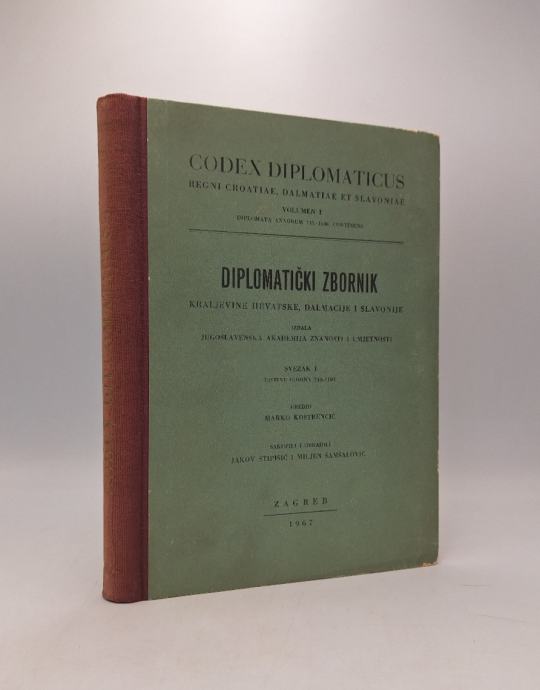 CODEX DIPLOMATICUS
REGNI CROATIAE, DALMATIAE ET SLAVONIAE
VOLUMEN I
DIPLOMATA ANNORUM 743-1100 CONTINENS
DIPLOMATIČKI ZBORNIK
KRALJEVINE HRVATSKE, DALMACIJE I SLAVONIJE
IZDALA
JUGOSLAVENSKA AKADEMIJA ZNANOSTI I UMJETNOSTI
SVEZAK I
LISTINE GODINA 743-1100
UREDIO
MARKO KOSTRENČIĆ
SAKUPILI I OBRADILI
JAKOV STIPIŠIĆ I MILJEN ŠAMŠALOVIĆ
ZAGREB
1967